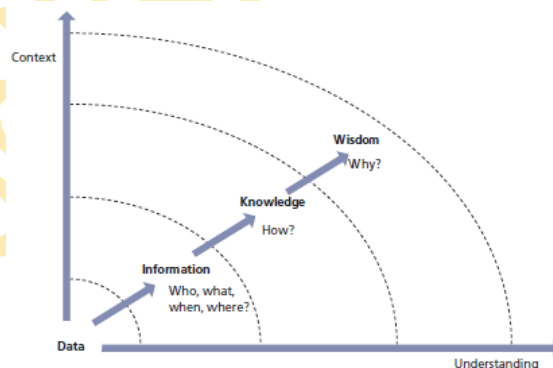 Context
Wisdom
Why?
Knowledge
How?
Information
Who, what,
when, where?
Data
Understanding